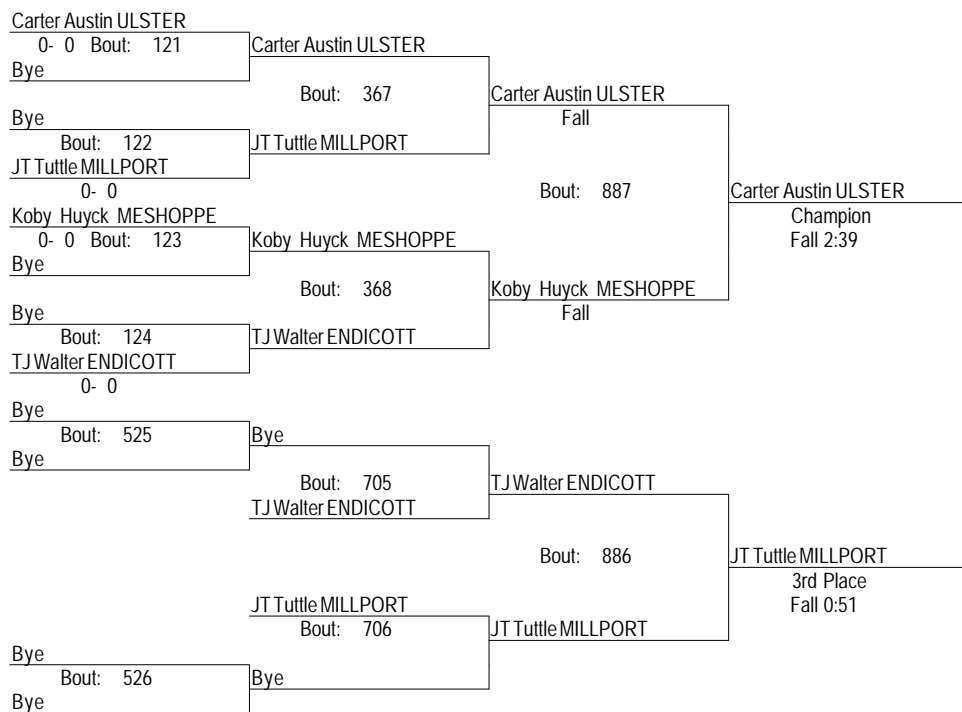 Carter Austin ULSTER
0- 0 Bout: 121
Carter Austin ULSTER
Bye
Bout: 367
Carter Austin ULSTER
Fall
Bye
Bout: 122
JT Tuttle MILLPORT
JT Tuttle MILLPORT
0- 0
Bout: 887
Carter Austin ULSTER
Champion
Fall 2:39
Koby Huyck MESHOPPE
0- 0 Bout: 123
Koby Huyck MESHOPPE
Bye
Bout: 368
Koby Huyck MESHOPPE
Fall
Bye
Bout: 124
TJ Walter ENDICOTT
TJ Walter ENDICOTT
0- 0
Bye
Bout: 525
Bye
Bye
Bout: 705
TJ Walter ENDICOTT
TJ Walter ENDICOTT
Bout: 886
JT Tuttle MILLPORT
3rd Place
Fall 0:51
JT Tuttle MILLPORT
Bout: 706
JT Tuttle MILLPORT
Bye
Bout: 526
Bye
Bye